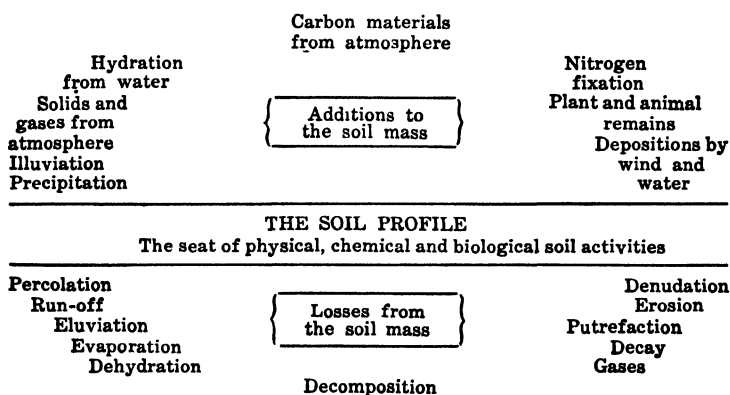 Carbon materials
from atmosphere
Hydration
from water
Solids and
gases from
atmosphere
Illuviation
Precipitation
Additions to
the soil mass
Nitrogen
fixation
Plant and animal
remains
Depositions by
wind and
water
THE SOIL PROFILE
The seat of physical, chemical and biological soil activities
Percolation
Run-off
Eluviation
Evaporation
Dehydration
Losses from
the soil mass
Denudation
Erosion
Putrefaction
Decay
Gases
Decomposition